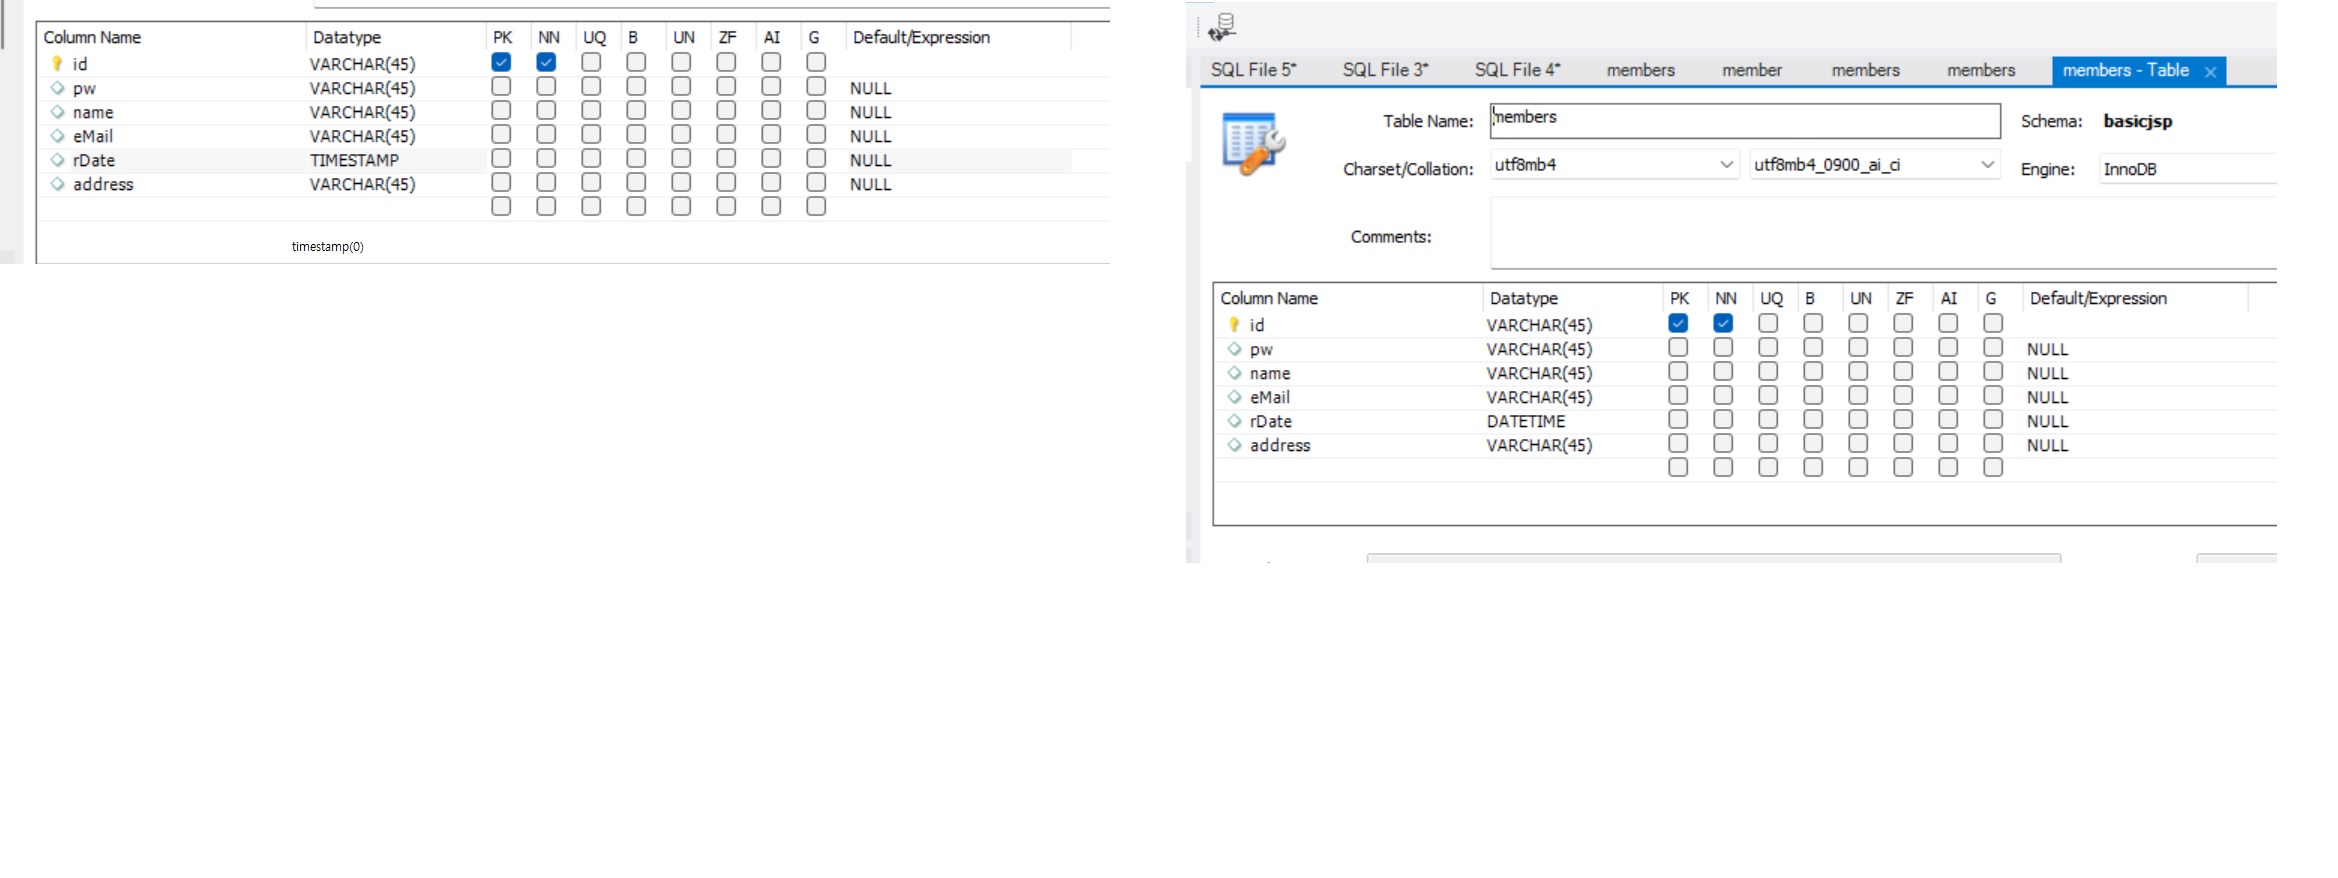 Column Name Datatype PK NN UQ B UN ZF AI G Default/Expression
id VARCHAR(45)
pw VARCHAR(45) NULL
name VARCHAR(45) NULL
eMail VARCHAR(45) NULL
rDate TIMESTAMP NULL
address VARCHAR(45) NULL
timestamp(0)
SQL File 5* SQL File 3* SQL File 4* members member members members members - Table
Table Name: members Schema: basicjsp
Charset/Collation: utf8mb4 utf8mb4_0900_ai_ci Engine: InnoDB
Comments:
Column Name Datatype PK NN UQ B UN ZF AI G Default/Expression
id VARCHAR(45)
pw VARCHAR(45) NULL
name VARCHAR(45) NULL
eMail VARCHAR(45) NULL
rDate DATETIME NULL
address VARCHAR(45) NULL